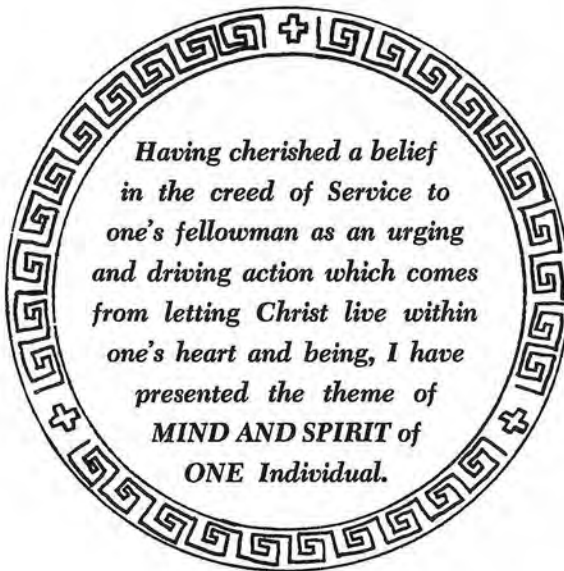 Having cherished a belief
in the creed of Service to
one's fellowman as an urging
and driving action which comes
from letting Christ live within
one's heart and being, I have
presented the theme of
MIND AND SPIRIT of
ONE Individual.